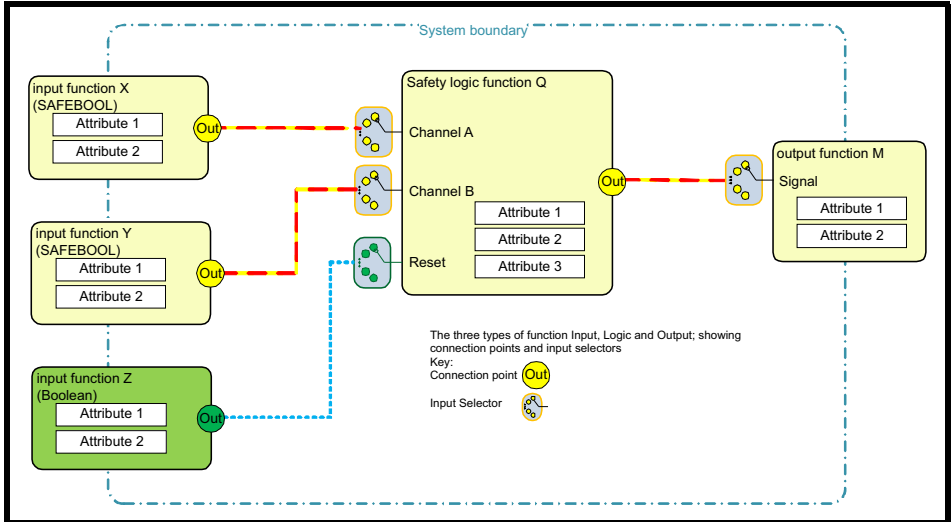 System boundary
input function X
(SAFEBOOL)
Attribute 1
Attribute 2
Out
input function Y
(SAFEBOOL)
Attribute 1
Attribute 2
Out
input function Z
(Boolean)
Attribute 1
Attribute 2
Out
Safety logic function Q
Channel A
Channel B
Reset
Attribute 1
Attribute 2
Attribute 3
Out
output function M
Signal
Attribute 1
Attribute 2
The three types of function Input, Logic and Output; showing
connection points and input selectors
Key:
Connection point Out
Input Selector